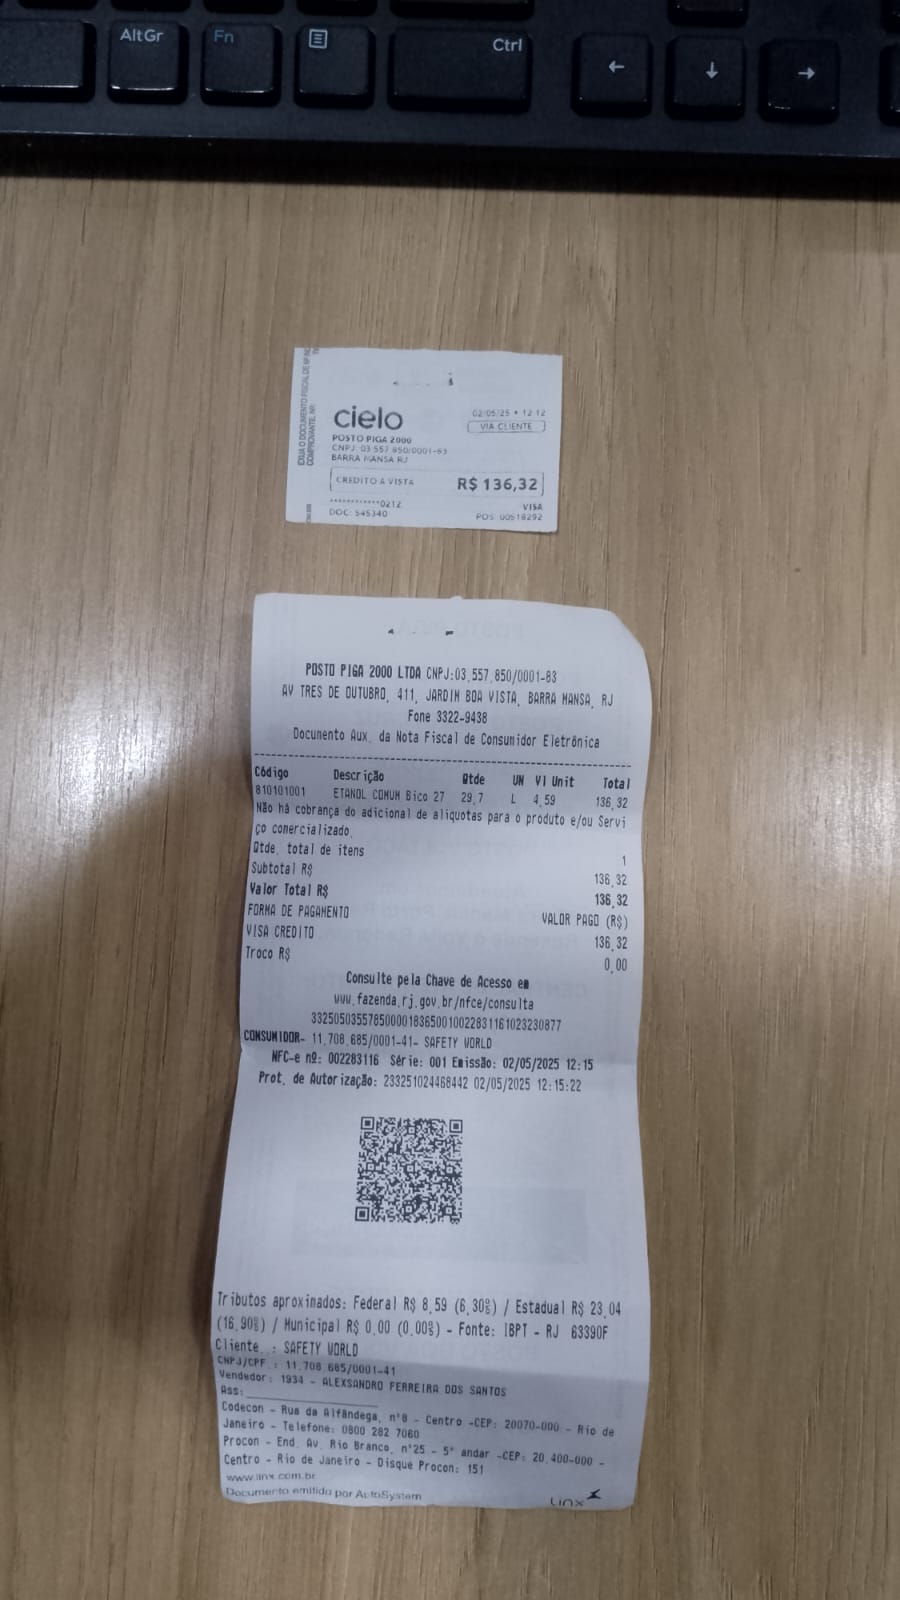 AltGr
Fn
Ctrl
←
↓
→
EXIJA O DOCUMENTO FISCAL DE
COMPROVANTE. NR:
cielo
02/05/25 • 12:12
VIA CLIENTE
POSTO PIGA 2000
CNPJ: 03.557.850/0001-83
BARRA MANSA RJ
CREDITO A VISTA R$ 136,32
************0212 VISA
DOC: 545340 POS: 00518292
POSTO PIGA 2000 LTDA CNPJ:03.557.850/0001-83
AV TRES DE OUTUBRO, 411, JARDIM BOA VISTA, BARRA MANSA, RJ
Fone 3322-9438
Documento Aux. da Nota Fiscal de Consumidor Eletrônica
Código Descrição Qtde UN Vl Unit Total
810101001 ETANOL COMUM Bico 27 29,7 L 4,59 136,32
Não há cobrança do adicional de aliquotas para o produto e/ou Servi
ço comercializado.
Qtde. total de itens 1
Subtotal R$ 136,32
Valor Total R$ 136,32
FORMA DE PAGAMENTO VALOR PAGO (R$)
VISA CREDITO 136,32
Troco R$ 0,00
Consulte pela Chave de Acesso em
www.fazenda.rj.gov.br/nfce/consulta
33250503557850000183650010022831161023230877
CONSUMIDOR- 11.708.685/0001-41- SAFETY WORLD
NFC-e nº: 002283116 Série: 001 Emissão: 02/05/2025 12:15
Prot. de Autorização: 233251024468442 02/05/2025 12:15:22
Tributos aproximados: Federal R$ 8,59 (6,30%) / Estadual R$ 23,04
(16,90%) / Municipal R$ 0,00 (0,00%) - Fonte: IBPT - RJ 63390F
Cliente .: SAFETY WORLD
CNPJ/CPF.: 11.708.685/0001-41
Vendedor: 1934 - ALEXSANDRO FERREIRA DOS SANTOS
Ass:
Codecon - Rua da Alfândega, n°8 - Centro -CEP: 20070-000 - Rio de
Janeiro - Telefone: 0800 282 7060
Procon - End. Av. Rio Branco, n°25 - 5° andar -CEP: 20.400-000 -
Centro - Rio de Janeiro - Disque Procon: 151
www.linx.com.br
Documento emitido por AutoSystem
Linx